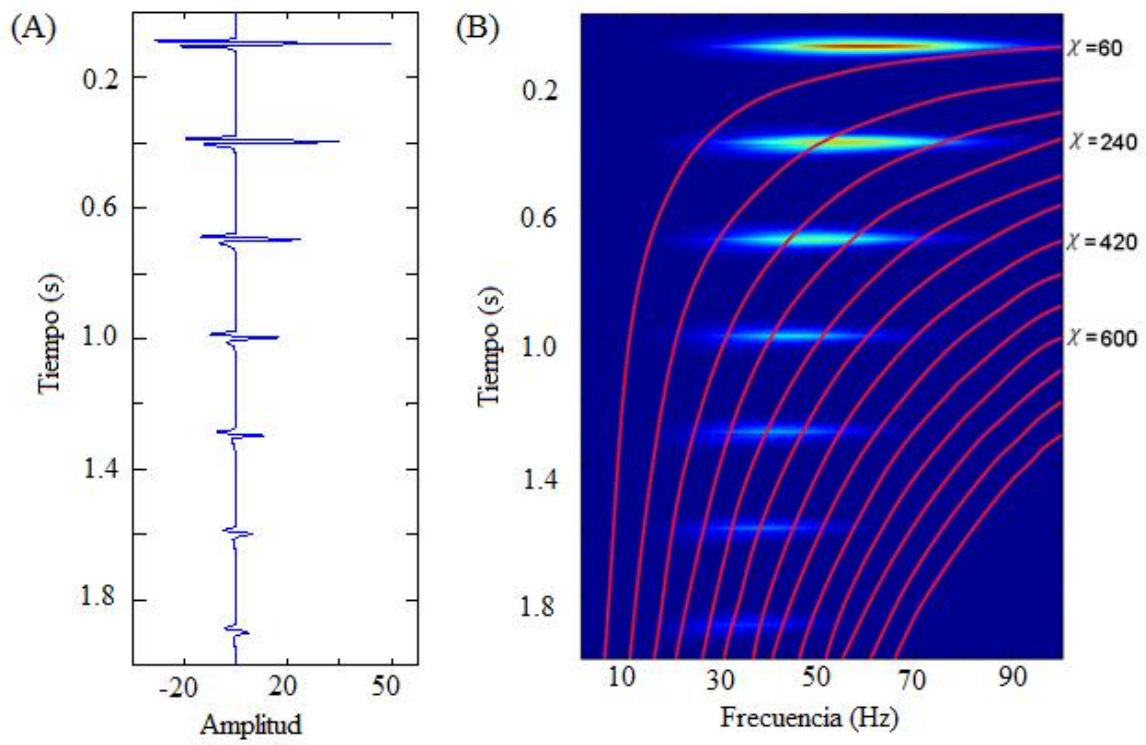 (A)
0.2
0.6
1.0
1.4
1.8
Tiempo (s)
-20 0 20 50
Amplitud
(B)
0.2
0.6
1.0
1.4
1.8
Tiempo (s)
10 30 50 70 90
Frecuencia (Hz)
χ=60
χ=240
χ=420
χ=600